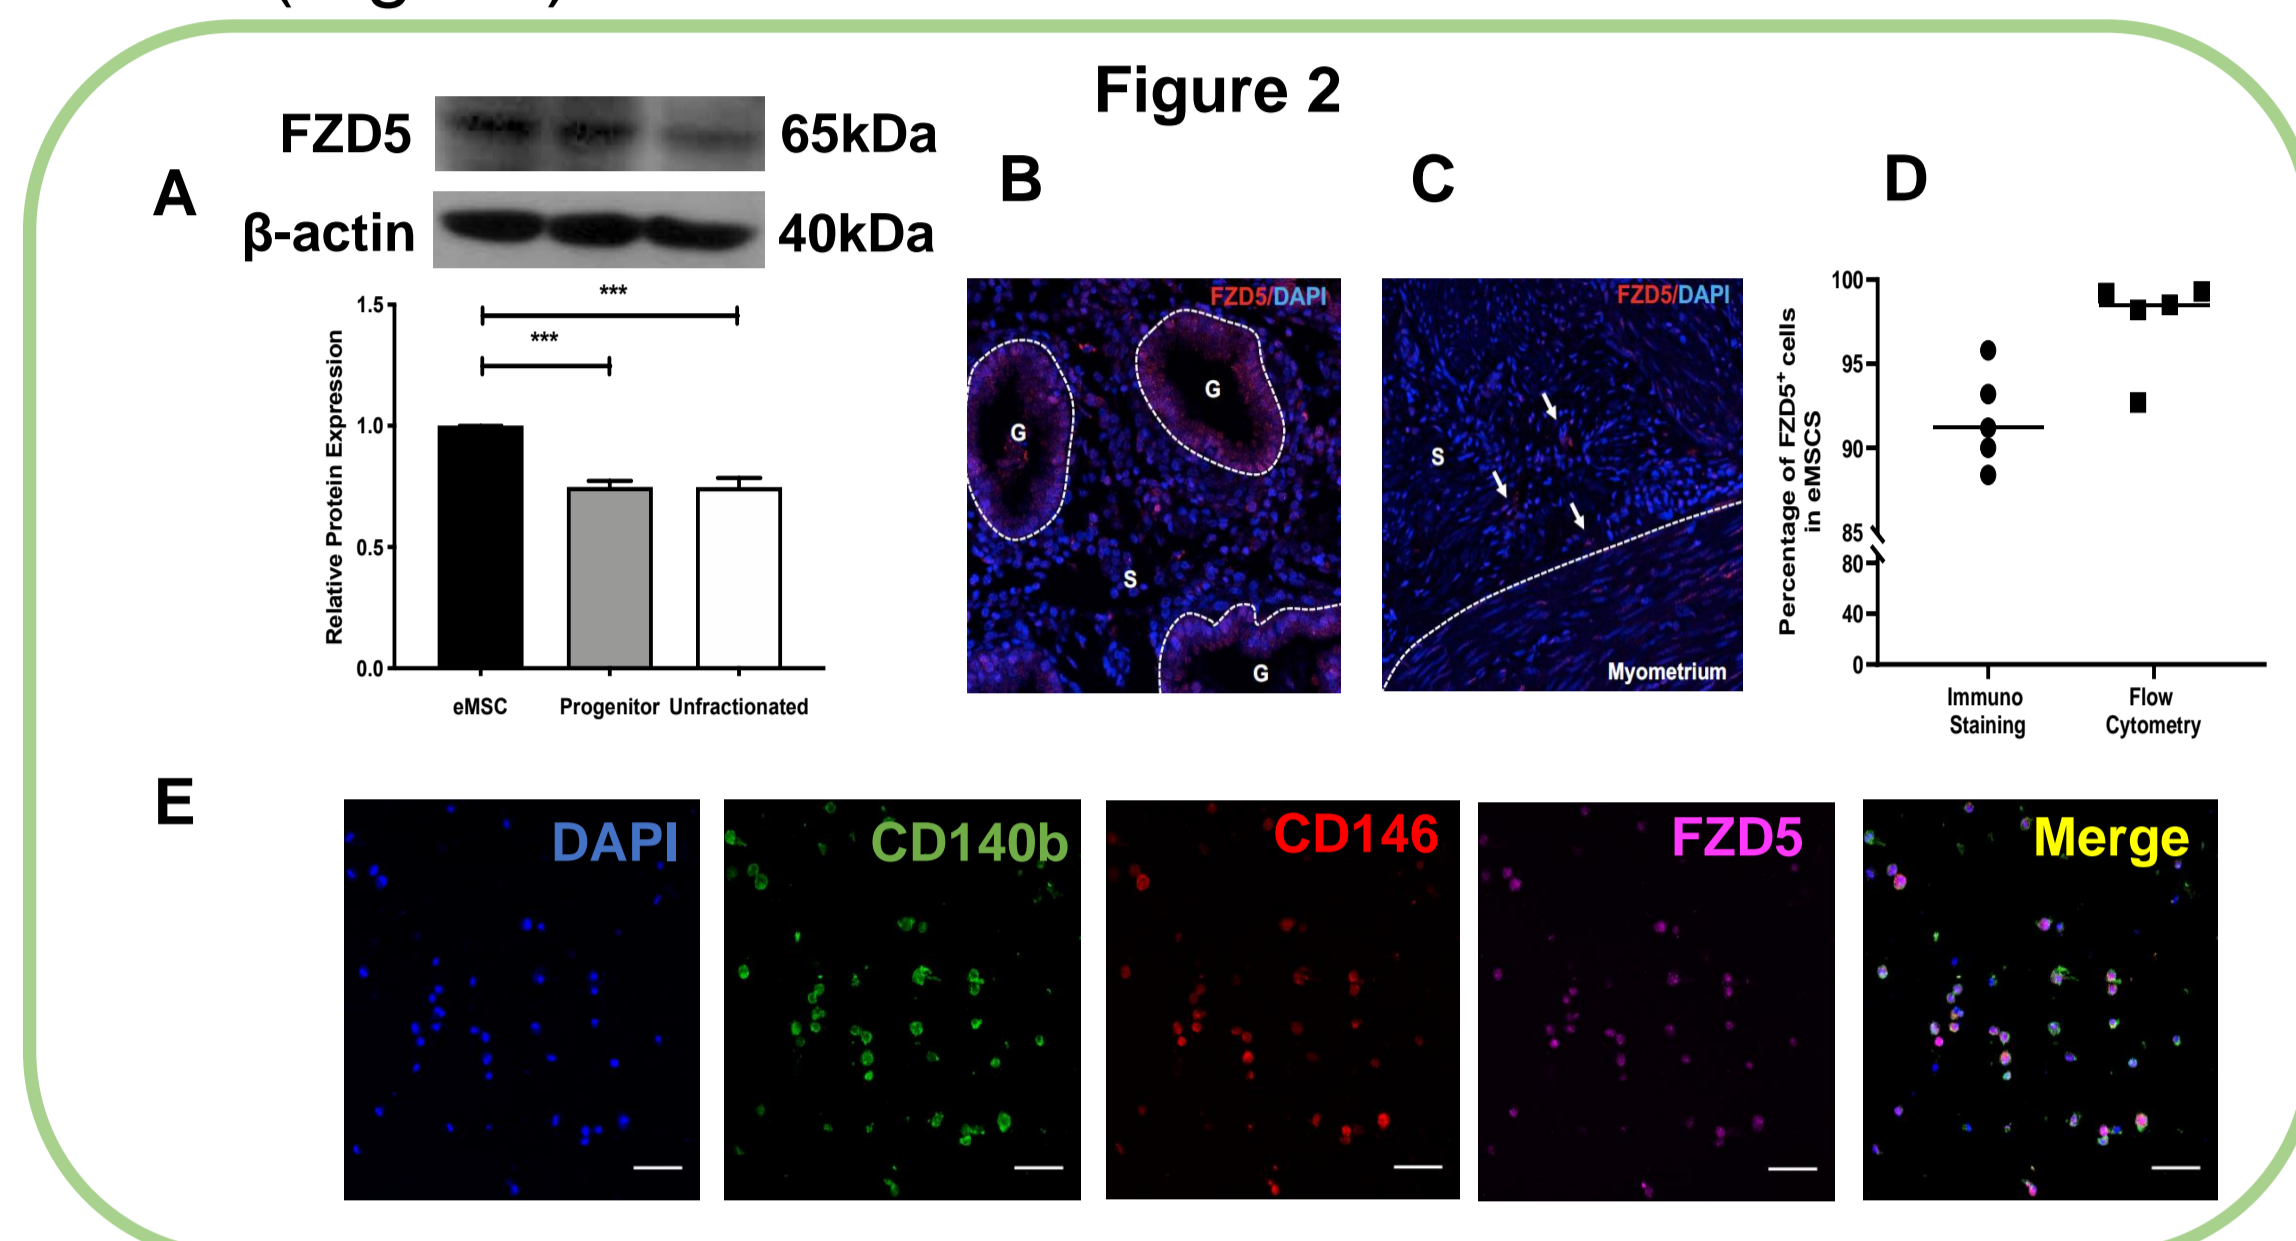 Figure 2
A
FZD5
65kDa
β-actin
40kDa
***
***
Relative Protein Expression
1.5
1.0
0.5
0.0
eMSC
Progenitor
Unfractionated
B
FZD5/DAPI
G
G
S
G
C
FZD5/DAPI
S
Myometrium
D
Percentage of FZD5+ cells
in eMSCS
100
95
90
85
80
40
0
Immuno
Staining
Flow
Cytometry
E
DAPI
CD140b
CD146
FZD5
Merge